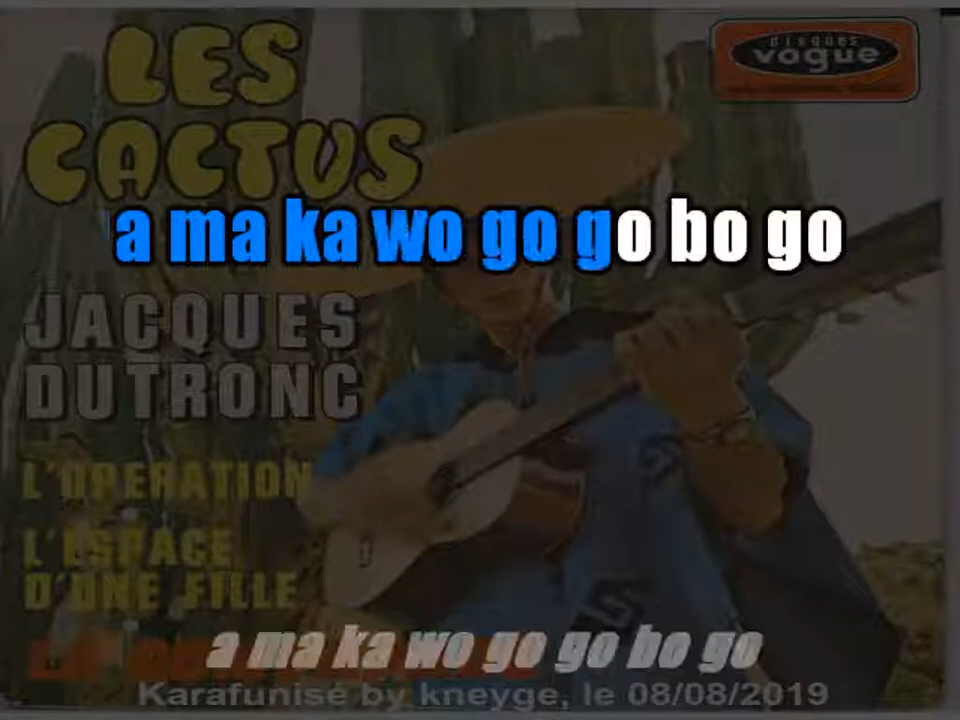 LES
CACTUS
DISQUES
vogue
a ma ka wo go go bo go
JACQUES
DUTRONC
L'OPERATION
L'ESPACE
D'UNE FILLE
a ma ka wo go go bo go
Karafunisé by kneyge, le 08/08/2019